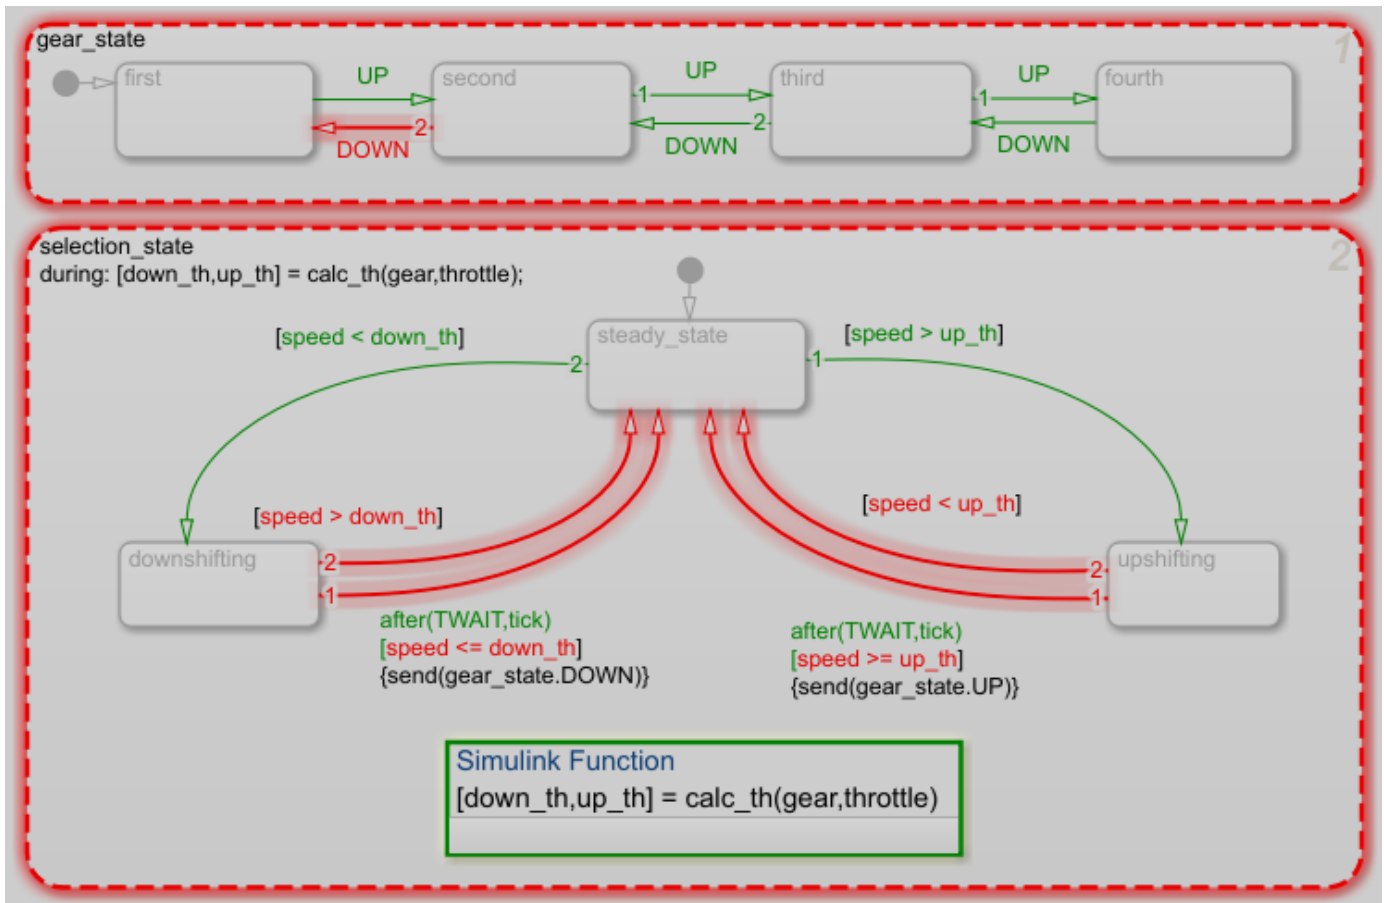 gear_state
1
first
UP
second
1
UP
third
1
UP
fourth
2
DOWN
2
DOWN
DOWN
selection_state
2
during: [down_th,up_th] = calc_th(gear,throttle);
[speed < down_th]
steady_state
[speed > up_th]
2
1
[speed > down_th]
[speed < up_th]
downshifting
2
1
upshifting
2
1
after(TWAIT,tick)
[speed <= down_th]
{send(gear_state.DOWN)}
after(TWAIT,tick)
[speed >= up_th]
{send(gear_state.UP)}
Simulink Function
[down_th,up_th] = calc_th(gear,throttle)